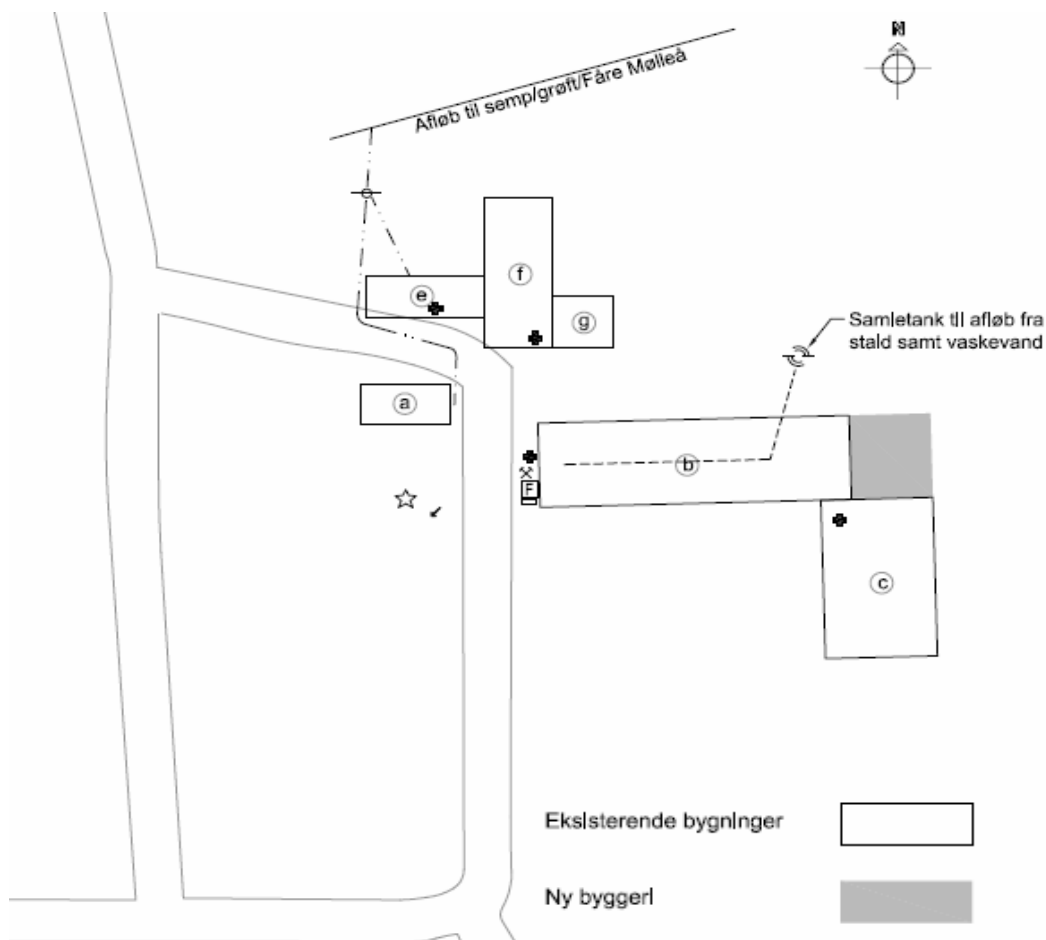 N
Afløb til semp/grøft/Fåre Mølleå
f
e
g
Samletank til afløb fra
stald samt vaskevand
a
b
F
c
Eksisterende bygninger
Ny byggeri